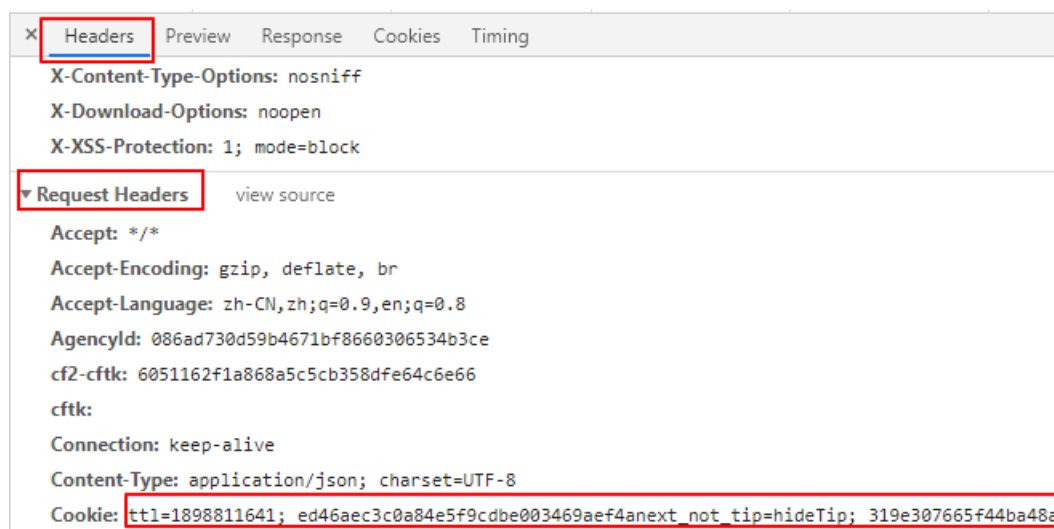 × Headers Preview Response Cookies Timing
X-Content-Type-Options: nosniff
X-Download-Options: noopen
X-XSS-Protection: 1; mode=block
▼ Request Headers view source
Accept: */*
Accept-Encoding: gzip, deflate, br
Accept-Language: zh-CN,zh;q=0.9,en;q=0.8
AgencyId: 086ad730d59b4671bf8660306534b3ce
cf2-cftk: 6051162f1a868a5c5cb358dfe64c6e66
cftk:
Connection: keep-alive
Content-Type: application/json; charset=UTF-8
Cookie: ttl=1898811641; ed46aec3c0a84e5f9cdbe003469aef4anext_not_tip=hideTip; 319e307665f44ba48a